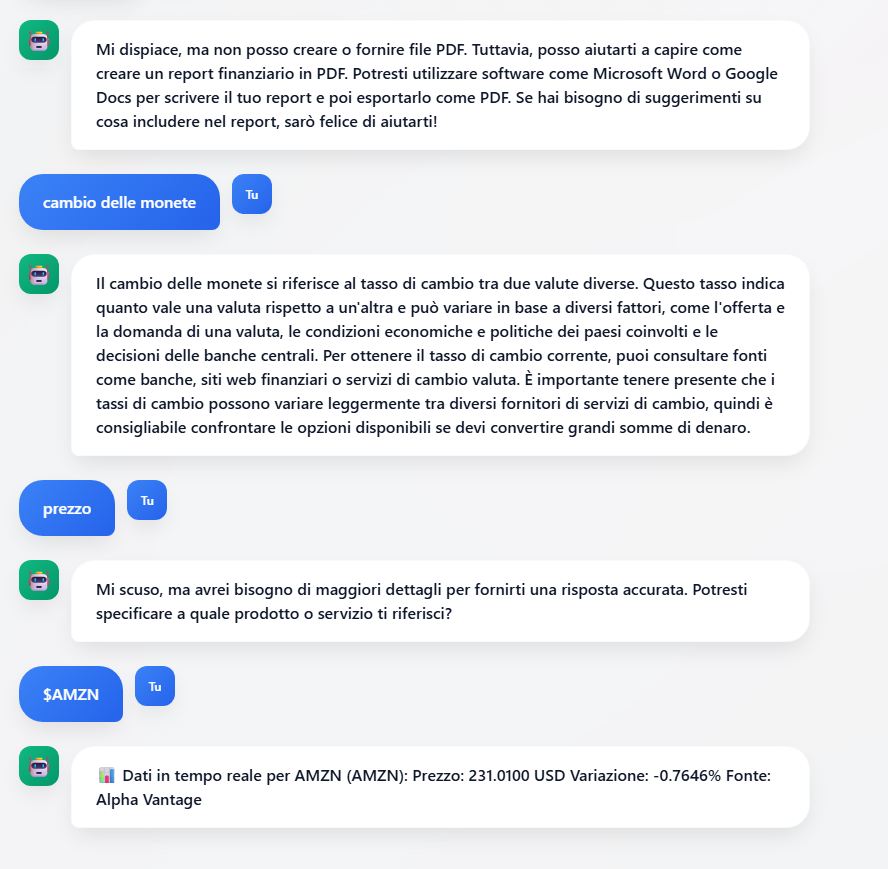 Mi dispiace, ma non posso creare o fornire file PDF. Tuttavia, posso aiutarti a capire come
creare un report finanziario in PDF. Potresti utilizzare software come Microsoft Word o Google
Docs per scrivere il tuo report e poi esportarlo come PDF. Se hai bisogno di suggerimenti su
cosa includere nel report, sarò felice di aiutarti!
cambio delle monete
Tu
Il cambio delle monete si riferisce al tasso di cambio tra due valute diverse. Questo tasso indica
quanto vale una valuta rispetto a un'altra e può variare in base a diversi fattori, come l'offerta e
la domanda di una valuta, le condizioni economiche e politiche dei paesi coinvolti e le
decisioni delle banche centrali. Per ottenere il tasso di cambio corrente, puoi consultare fonti
come banche, siti web finanziari o servizi di cambio valuta. È importante tenere presente che i
tassi di cambio possono variare leggermente tra diversi fornitori di servizi di cambio, quindi è
consigliabile confrontare le opzioni disponibili se devi convertire grandi somme di denaro.
prezzo
Tu
Mi scuso, ma avrei bisogno di maggiori dettagli per fornirti una risposta accurata. Potresti
specificare a quale prodotto o servizio ti riferisci?
$AMZN
Tu
📊 Dati in tempo reale per AMZN (AMZN): Prezzo: 231.0100 USD Variazione: -0.7646% Fonte:
Alpha Vantage